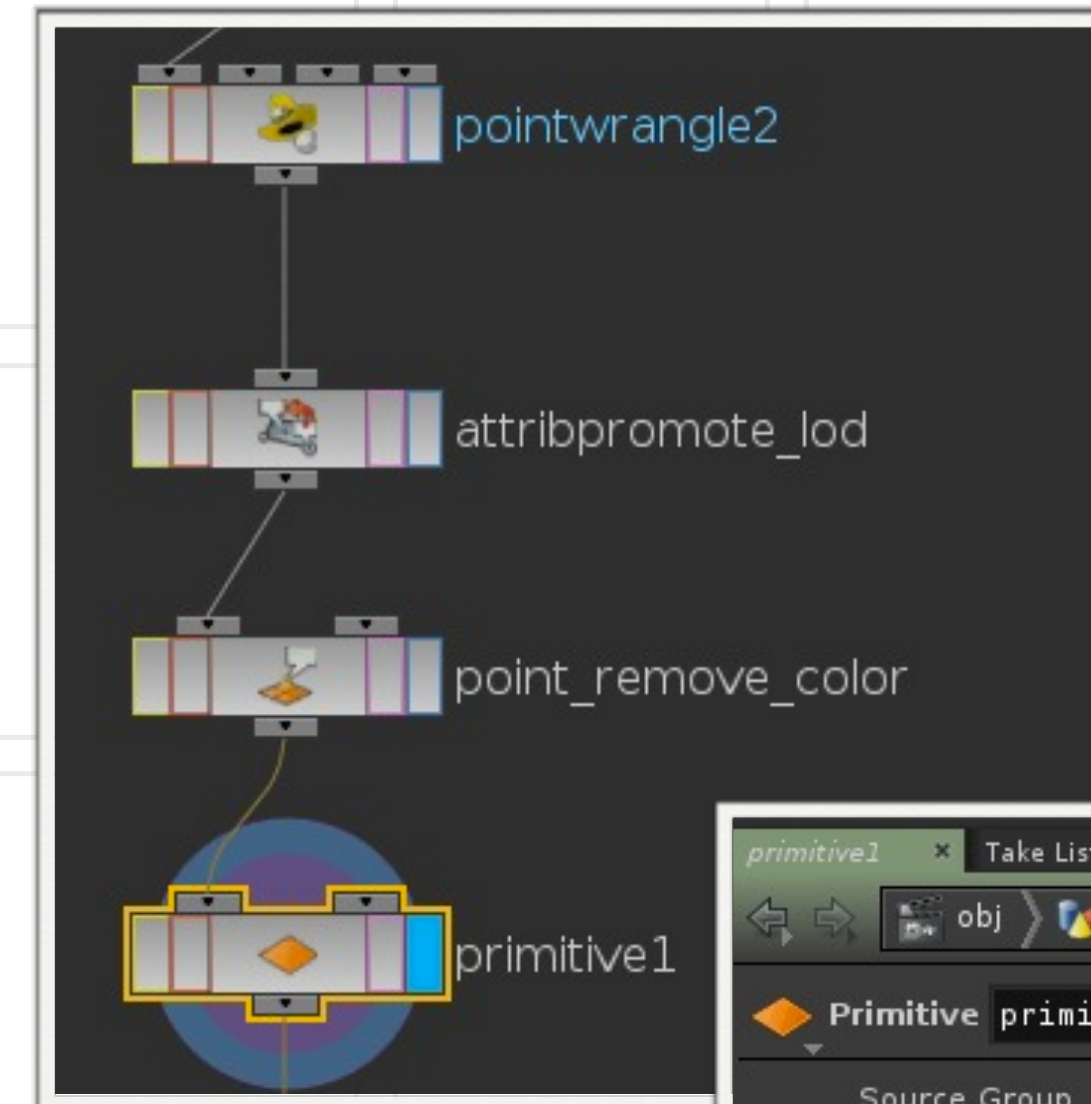 pointwrangle2
attribpromote_lod
point_remove_color
primitive1
primitive1 × Take Lis
obj
Primitive primi
Source Group